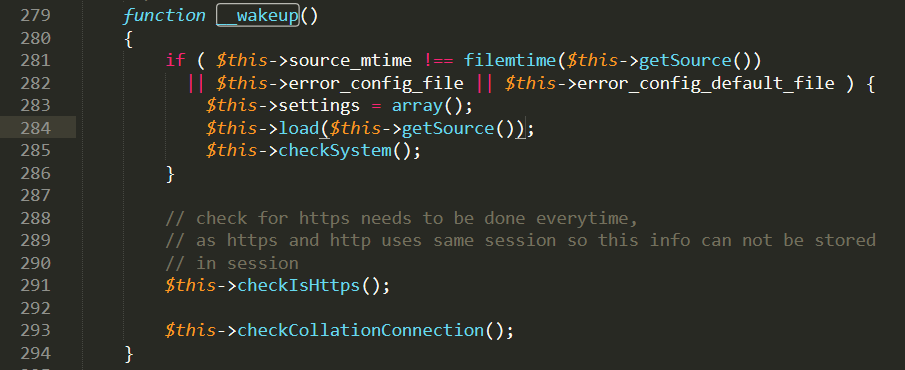 279 function __wakeup()
280 {
281 if ( $this->source_mtime !== filemtime($this->getSource())
282 || $this->error_config_file || $this->error_config_default_file ) {
283 $this->settings = array();
284 $this->load($this->getSource());
285 $this->checkSystem();
286 }
287
288 // check for https needs to be done everytime,
289 // as https and http uses same session so this info can not be stored
290 // in session
291 $this->checkIsHttps();
292
293 $this->checkCollationConnection();
294 }